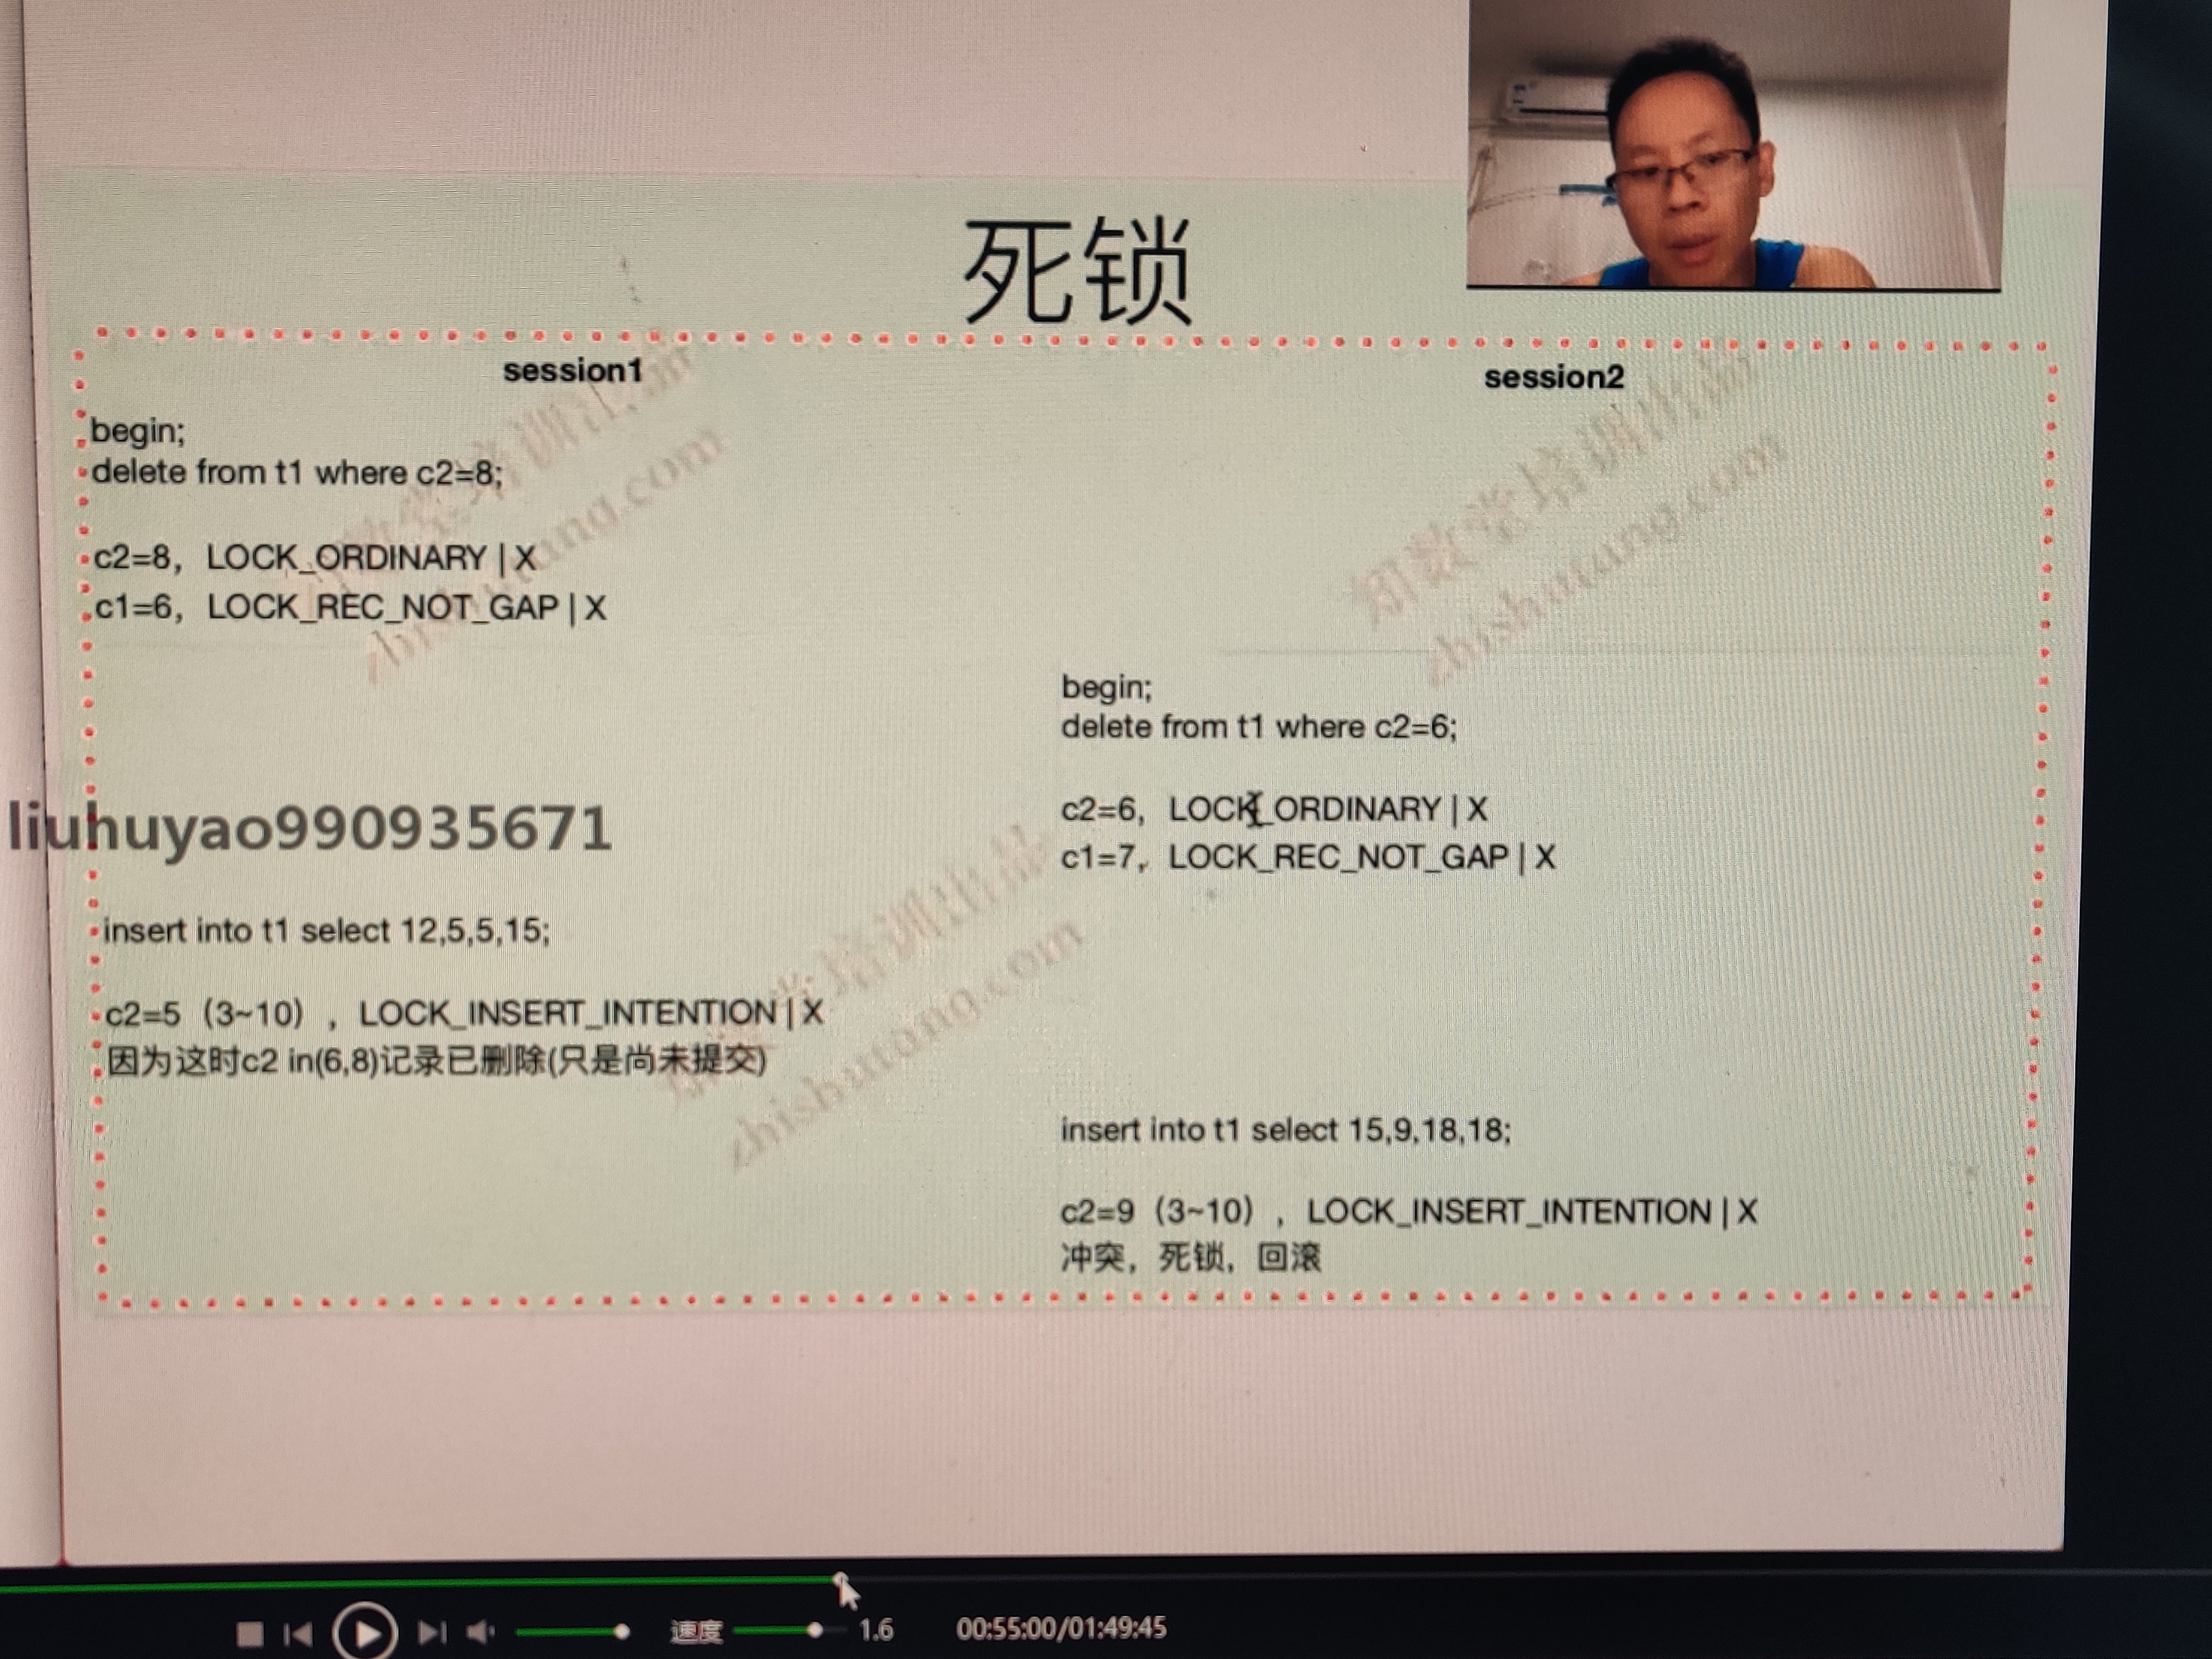 死锁
session1
session2
begin;
delete from t1 where c2=8;
c2=8, LOCK_ORDINARY | X
c1=6, LOCK_REC_NOT_GAP | X
begin;
delete from t1 where c2=6;
c2=6, LOCK_ORDINARY | X
c1=7, LOCK_REC_NOT_GAP | X
liuhuyao990935671
insert into t1 select 12,5,5,15;
c2=5（3~10），LOCK_INSERT_INTENTION | X
因为这时c2 in(6,8)记录已删除(只是尚未提交)
insert into t1 select 15,9,18,18;
c2=9（3~10），LOCK_INSERT_INTENTION | X
冲突，死锁，回滚
知数堂培训出品
zhishuang.com
速度 1.6 00:55:00/01:49:45